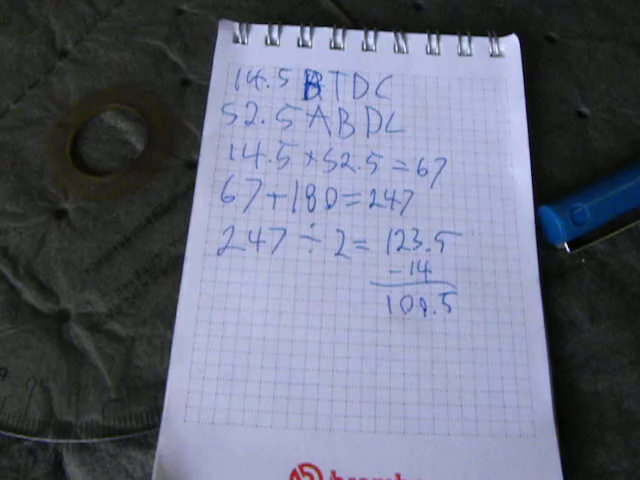 14.5 BTDC
52.5 ABDC
14.5 + 52.5 = 67
67 + 180 = 247
247 ÷ 2 = 123.5
- 14
109.5